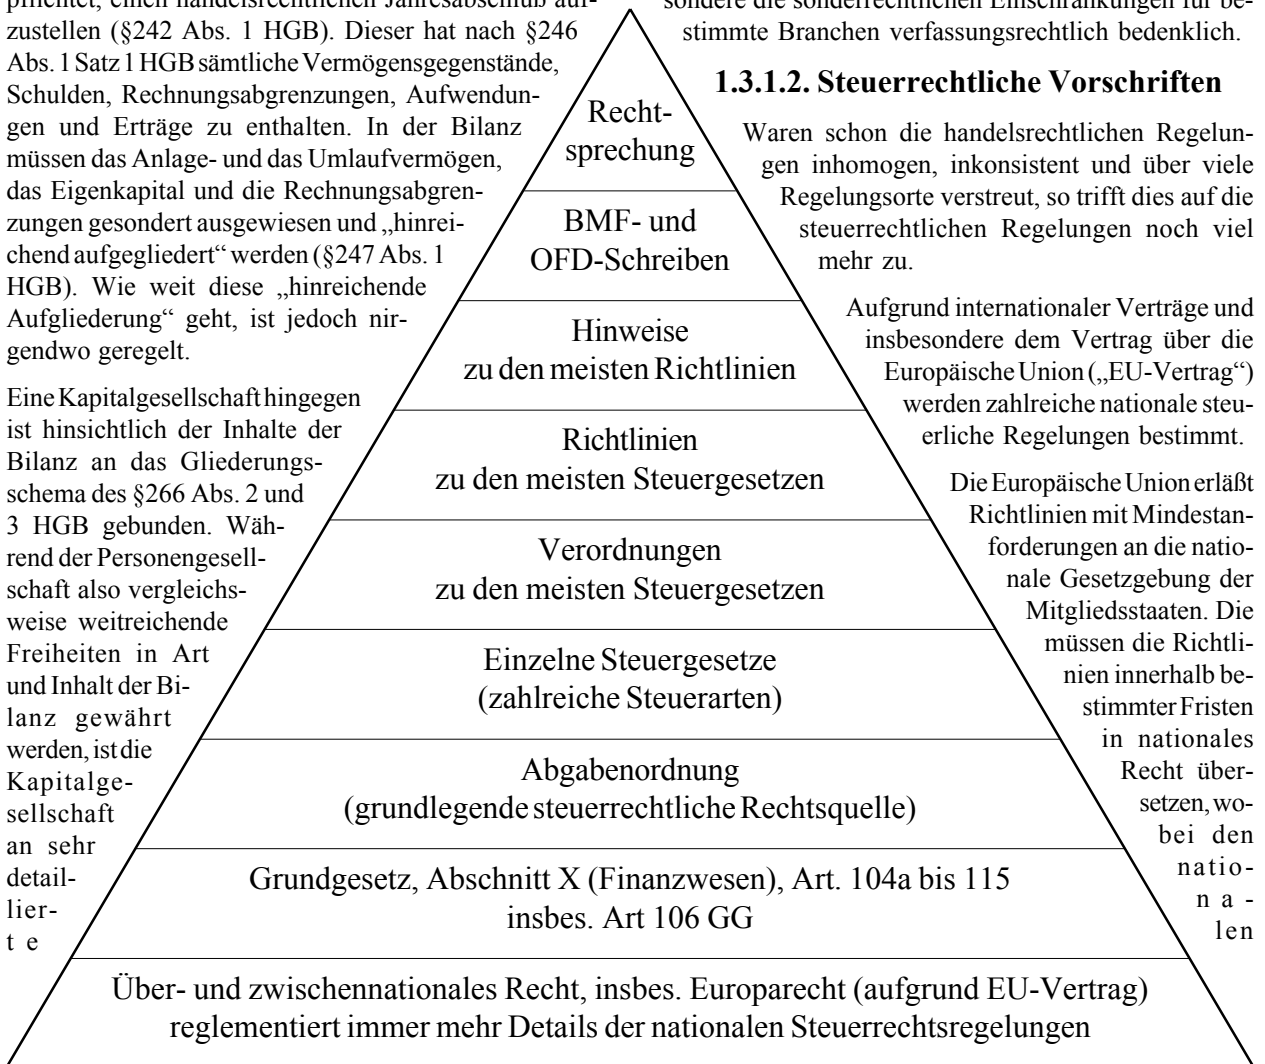 pflichtet, einen handelsrechtlichen Jahresabschluß auf-
zustellen (§242 Abs. 1 HGB). Dieser hat nach §246
Abs. 1 Satz 1 HGB sämtliche Vermögensgegenstände,
Schulden, Rechnungsabgrenzungen, Aufwendun-
gen und Erträge zu enthalten. In der Bilanz
müssen das Anlage- und das Umlaufvermögen,
das Eigenkapital und die Rechnungsabgren-
zungen gesondert ausgewiesen und „hinrei-
chend aufgegliedert“ werden (§247 Abs. 1
HGB). Wie weit diese „hinreichende
Aufgliederung“ geht, ist jedoch nir-
gendwo geregelt.
Eine Kapitalgesellschaft hingegen
ist hinsichtlich der Inhalte der
Bilanz an das Gliederungs-
schema des §266 Abs. 2 und
3 HGB gebunden. Wäh-
rend der Personengesell-
schaft also vergleichs-
weise weitreichende
Freiheiten in Art
und Inhalt der Bi-
lanz gewährt
werden, ist die
Kapitalge-
sellschaft
an sehr
detail-
lier-
te
Recht-
sprechung
BMF- und
OFD-Schreiben
Hinweise
zu den meisten Richtlinien
Richtlinien
zu den meisten Steuergesetzen
Verordnungen
zu den meisten Steuergesetzen
Einzelne Steuergesetze
(zahlreiche Steuerarten)
Abgabenordnung
(grundlegende steuerrechtliche Rechtsquelle)
Grundgesetz, Abschnitt X (Finanzwesen), Art. 104a bis 115
insbes. Art 106 GG
Über- und zwischennationales Recht, insbes. Europarecht (aufgrund EU-Vertrag)
reglementiert immer mehr Details der nationalen Steuerrechtsregelungen
sondere die sonderrechtlichen Einschränkungen für be-
stimmte Branchen verfassungsrechtlich bedenklich.
1.3.1.2. Steuerrechtliche Vorschriften
Waren schon die handelsrechtlichen Regelun-
gen inhomogen, inkonsistent und über viele
Regelungsorte verstreut, so trifft dies auf die
steuerrechtlichen Regelungen noch viel
mehr zu.
Aufgrund internationaler Verträge und
insbesondere dem Vertrag über die
Europäische Union („EU-Vertrag“)
werden zahlreiche nationale steu-
erliche Regelungen bestimmt.
Die Europäische Union erläßt
Richtlinien mit Mindestan-
forderungen an die natio-
nale Gesetzgebung der
Mitgliedsstaaten. Die
müssen die Richtli-
nien innerhalb be-
stimmter Fristen
in nationales
Recht über-
setzen, wo-
bei den
natio-
na-
len